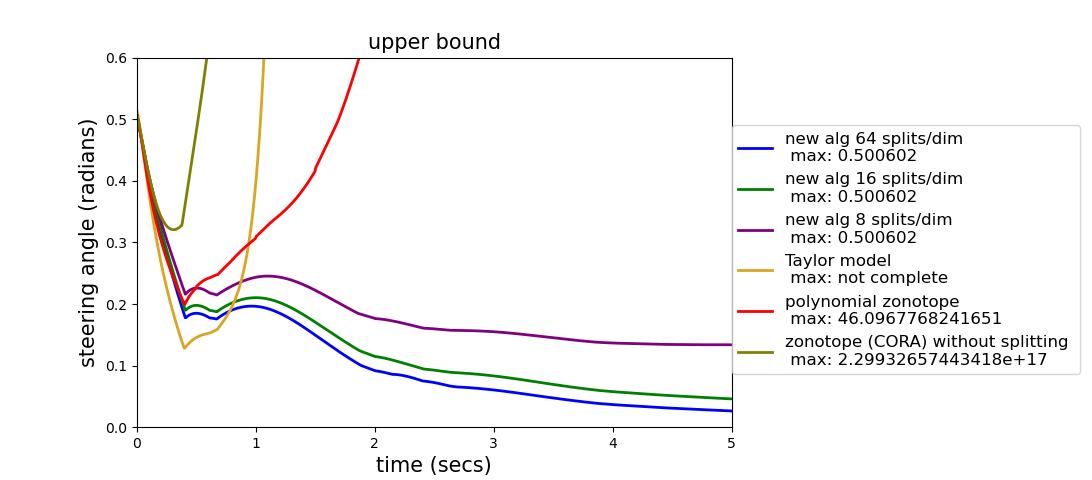 upper bound
0.6
0.5
0.4
0.3
0.2
0.1
0.0
steering angle (radians)
0
1
2
3
4
5
time (secs)
new alg 64 splits/dim
max: 0.500602
new alg 16 splits/dim
max: 0.500602
new alg 8 splits/dim
max: 0.500602
Taylor model
max: not complete
polynomial zonotope
max: 46.0967768241651
zonotope (CORA) without splitting
max: 2.29932657443418e+17